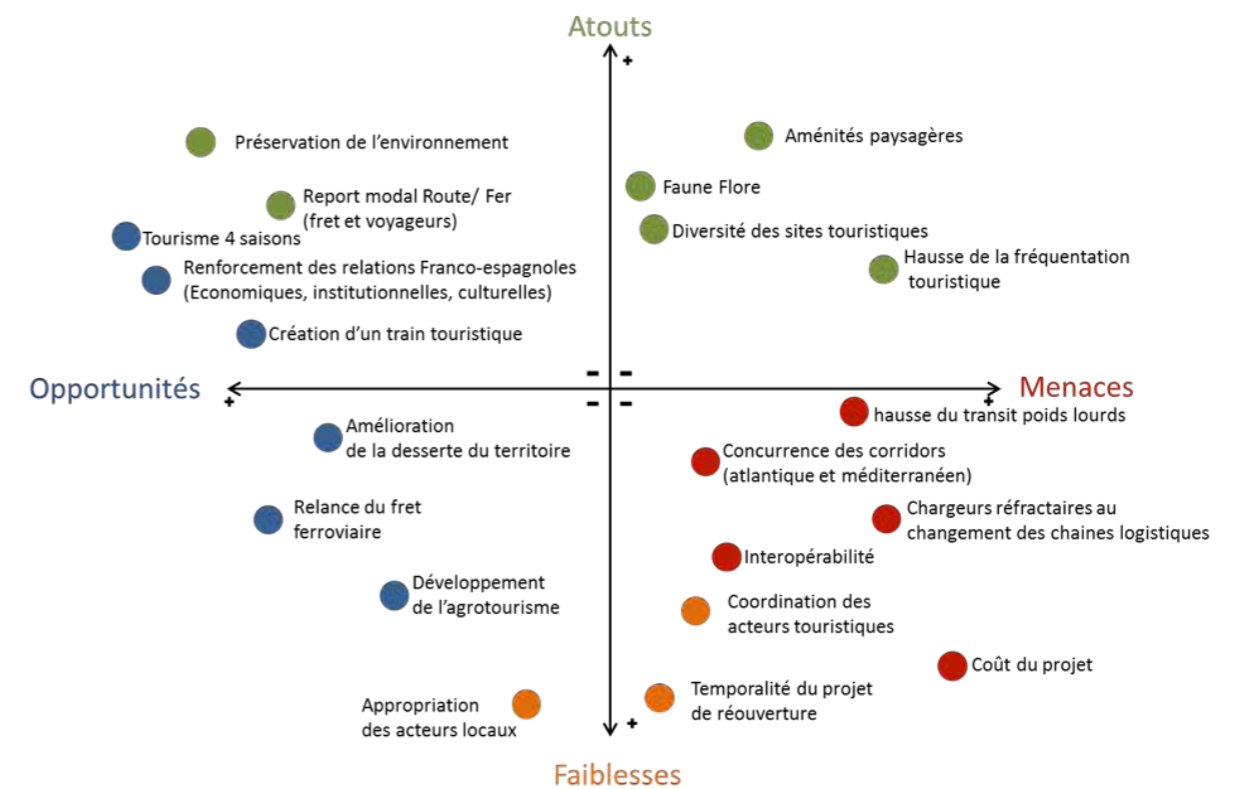 Atouts
+
Préservation de l'environnement
Aménités paysagères
Report modal Route/ Fer
(fret et voyageurs)
Faune Flore
Tourisme 4 saisons
Diversité des sites touristiques
Renforcement des relations Franco-espagnoles
(Economiques, institutionnelles, culturelles)
Hausse de la fréquentation
touristique
Création d'un train touristique
- -
Opportunités
Menaces
+
+
- -
hausse du transit poids lourds
Amélioration
de la desserte du territoire
Concurrence des corridors
(atlantique et méditerranéen)
Relance du fret
ferroviaire
Chargeurs réfractaires au
changement des chaines logistiques
Interopérabilité
Développement
de l'agrotourisme
Coordination des
acteurs touristiques
Coût du projet
Appropriation
des acteurs locaux
Temporalité du projet
de réouverture
+
Faiblesses